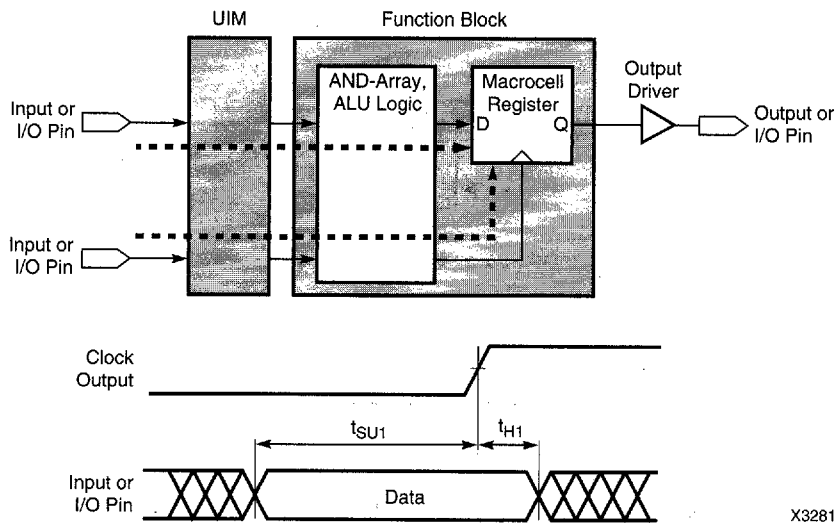 UIM
Function Block
AND-Array,
ALU Logic
Macrocell
Register
D
Q
Output
Driver
Input or
I/O Pin
Output or
I/O Pin
Input or
I/O Pin
Clock
Output
tSU1
tH1
Input or
I/O Pin
Data
X3281